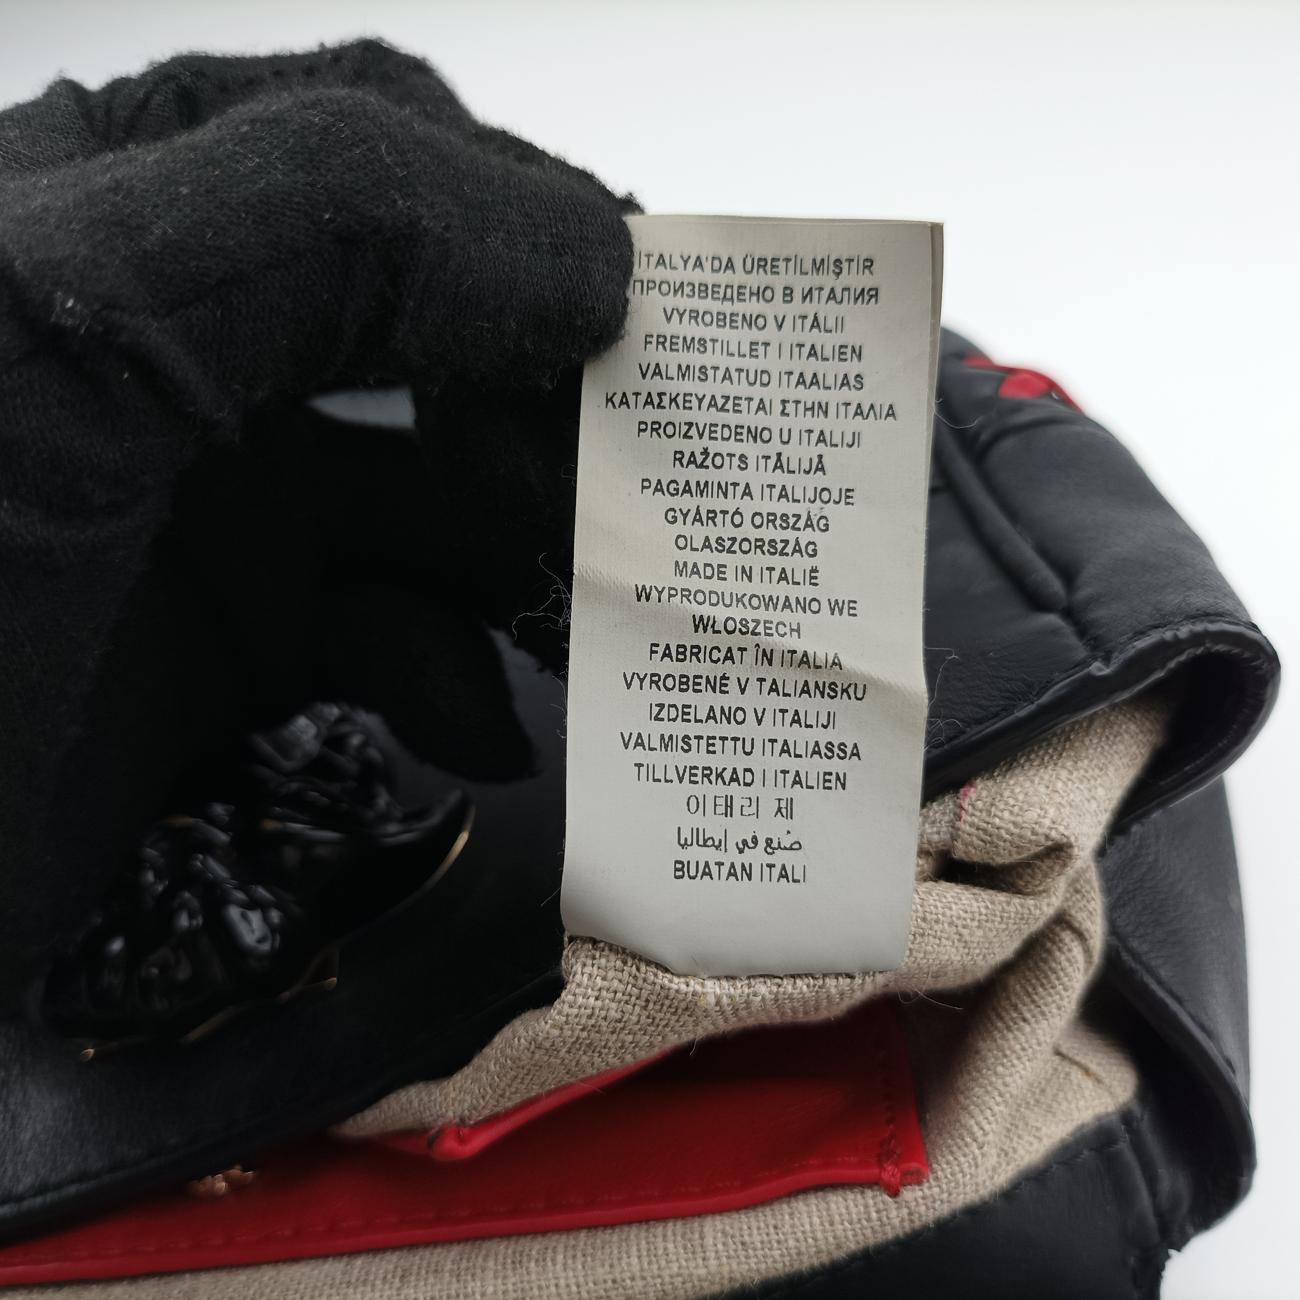 İTALYA'DA ÜRETİLMİŞTİR
ПРОИЗВЕДЕНО В ИТАЛИЯ
VYROBENO V ITÁLII
FREMSTILLET I ITALIEN
VALMISTATUD ITAALIAS
ΚΑΤΑΣΚΕΥΑΖΕΤΑΙ ΣΤΗΝ ΙΤΑΛΙΑ
PROIZVEDENO U ITALIJI
RAŽOTS ITĀLIJĀ
PAGAMINTA ITALIJOJE
GYÁRTÓ ORSZÁG
OLASZORSZÁG
MADE IN ITALIË
WYPRODUKOWANO WE
WŁOSZECH
FABRICAT ÎN ITALIA
VYROBENÉ V TALIANSKU
IZDELANO V ITALIJI
VALMISTETTU ITALIASSA
TILLVERKAD I ITALIEN
이태리 제
صُنع في إيطاليا
BUATAN ITALI